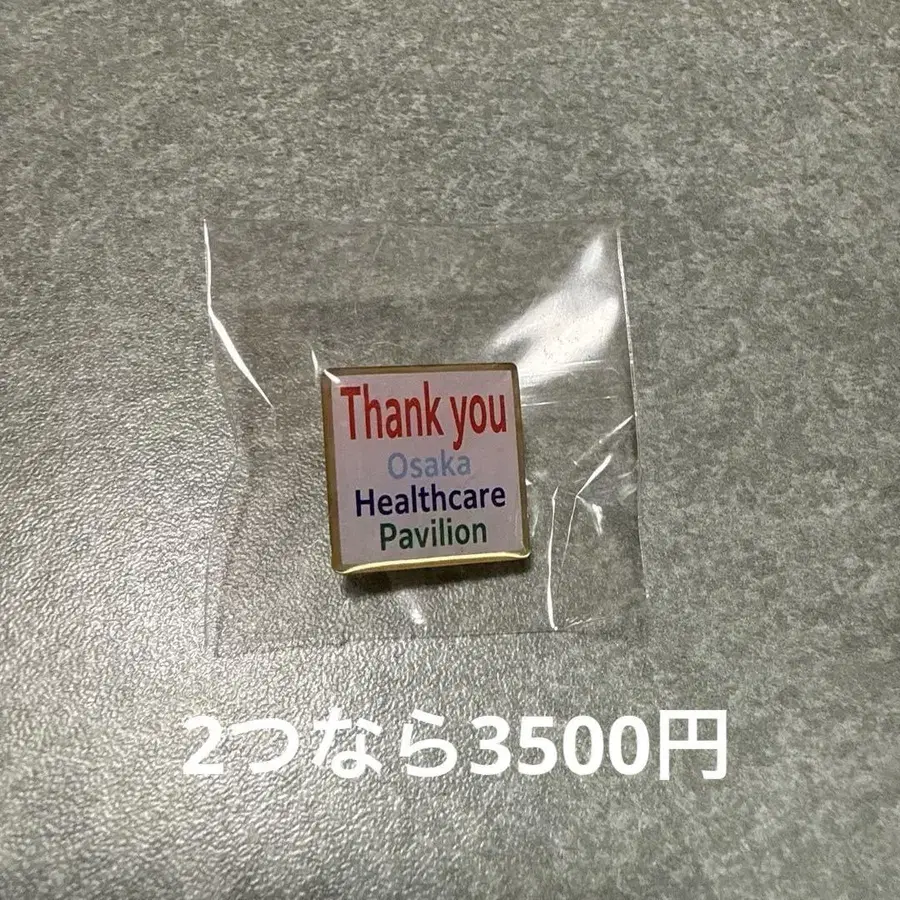 Thank you
Osaka
Healthcare
Pavilion
2つなら3500円